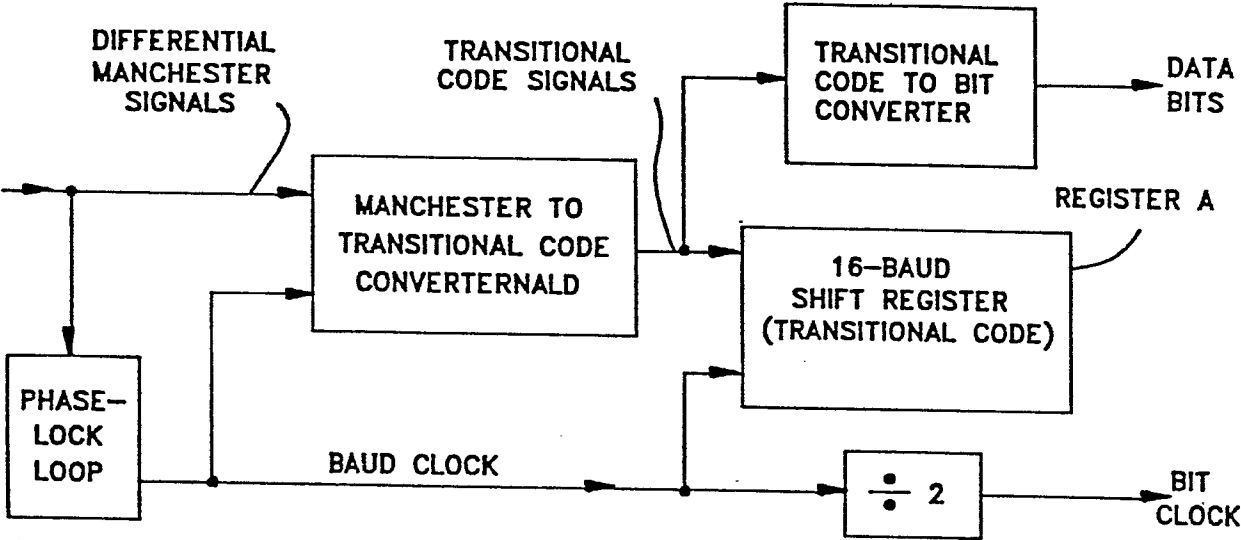 DIFFERENTIAL
MANCHESTER
SIGNALS
TRANSITIONAL
CODE SIGNALS
TRANSITIONAL
CODE TO BIT
CONVERTER
DATA
BITS
MANCHESTER TO
TRANSITIONAL CODE
CONVERTERNALD
REGISTER A
16-BAUD
SHIFT REGISTER
(TRANSITIONAL CODE)
PHASE-
LOCK
LOOP
BAUD CLOCK
÷ 2
BIT
CLOCK